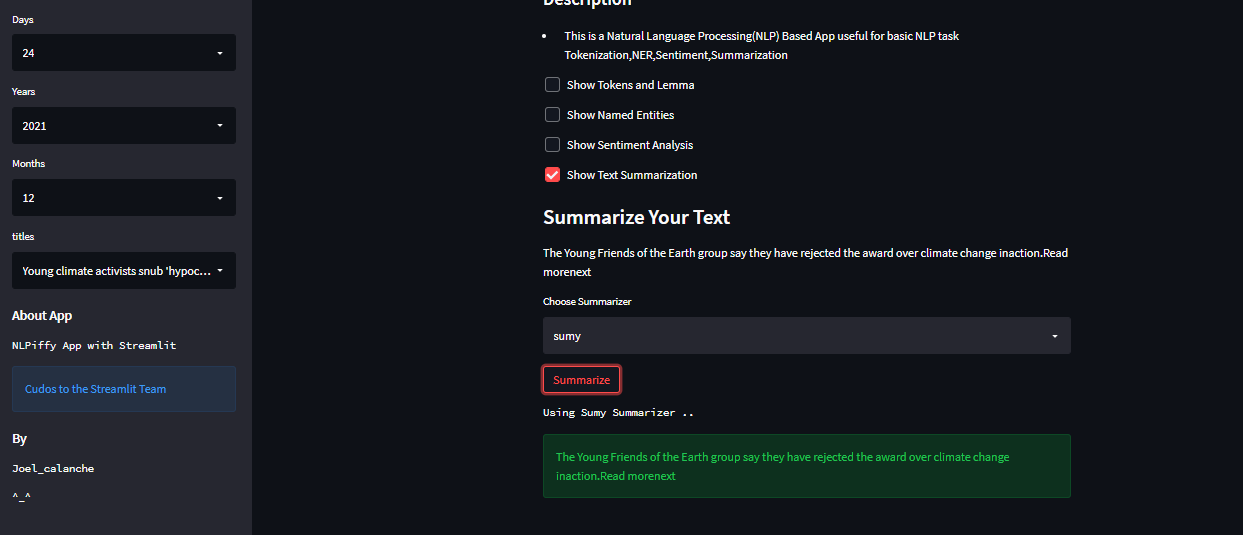 Days
24
Years
2021
Months
12
titles
Young climate activists snub 'hypoc...
About App
NLPiffy App with Streamlit
Cudos to the Streamlit Team
By
Joel_calanche
^_^
Description
This is a Natural Language Processing(NLP) Based App useful for basic NLP task
Tokenization,NER,Sentiment,Summarization
Show Tokens and Lemma
Show Named Entities
Show Sentiment Analysis
Show Text Summarization
Summarize Your Text
The Young Friends of the Earth group say they have rejected the award over climate change inaction.Read
morenext
Choose Summarizer
sumy
Summarize
Using Sumy Summarizer ..
The Young Friends of the Earth group say they have rejected the award over climate change
inaction.Read morenext